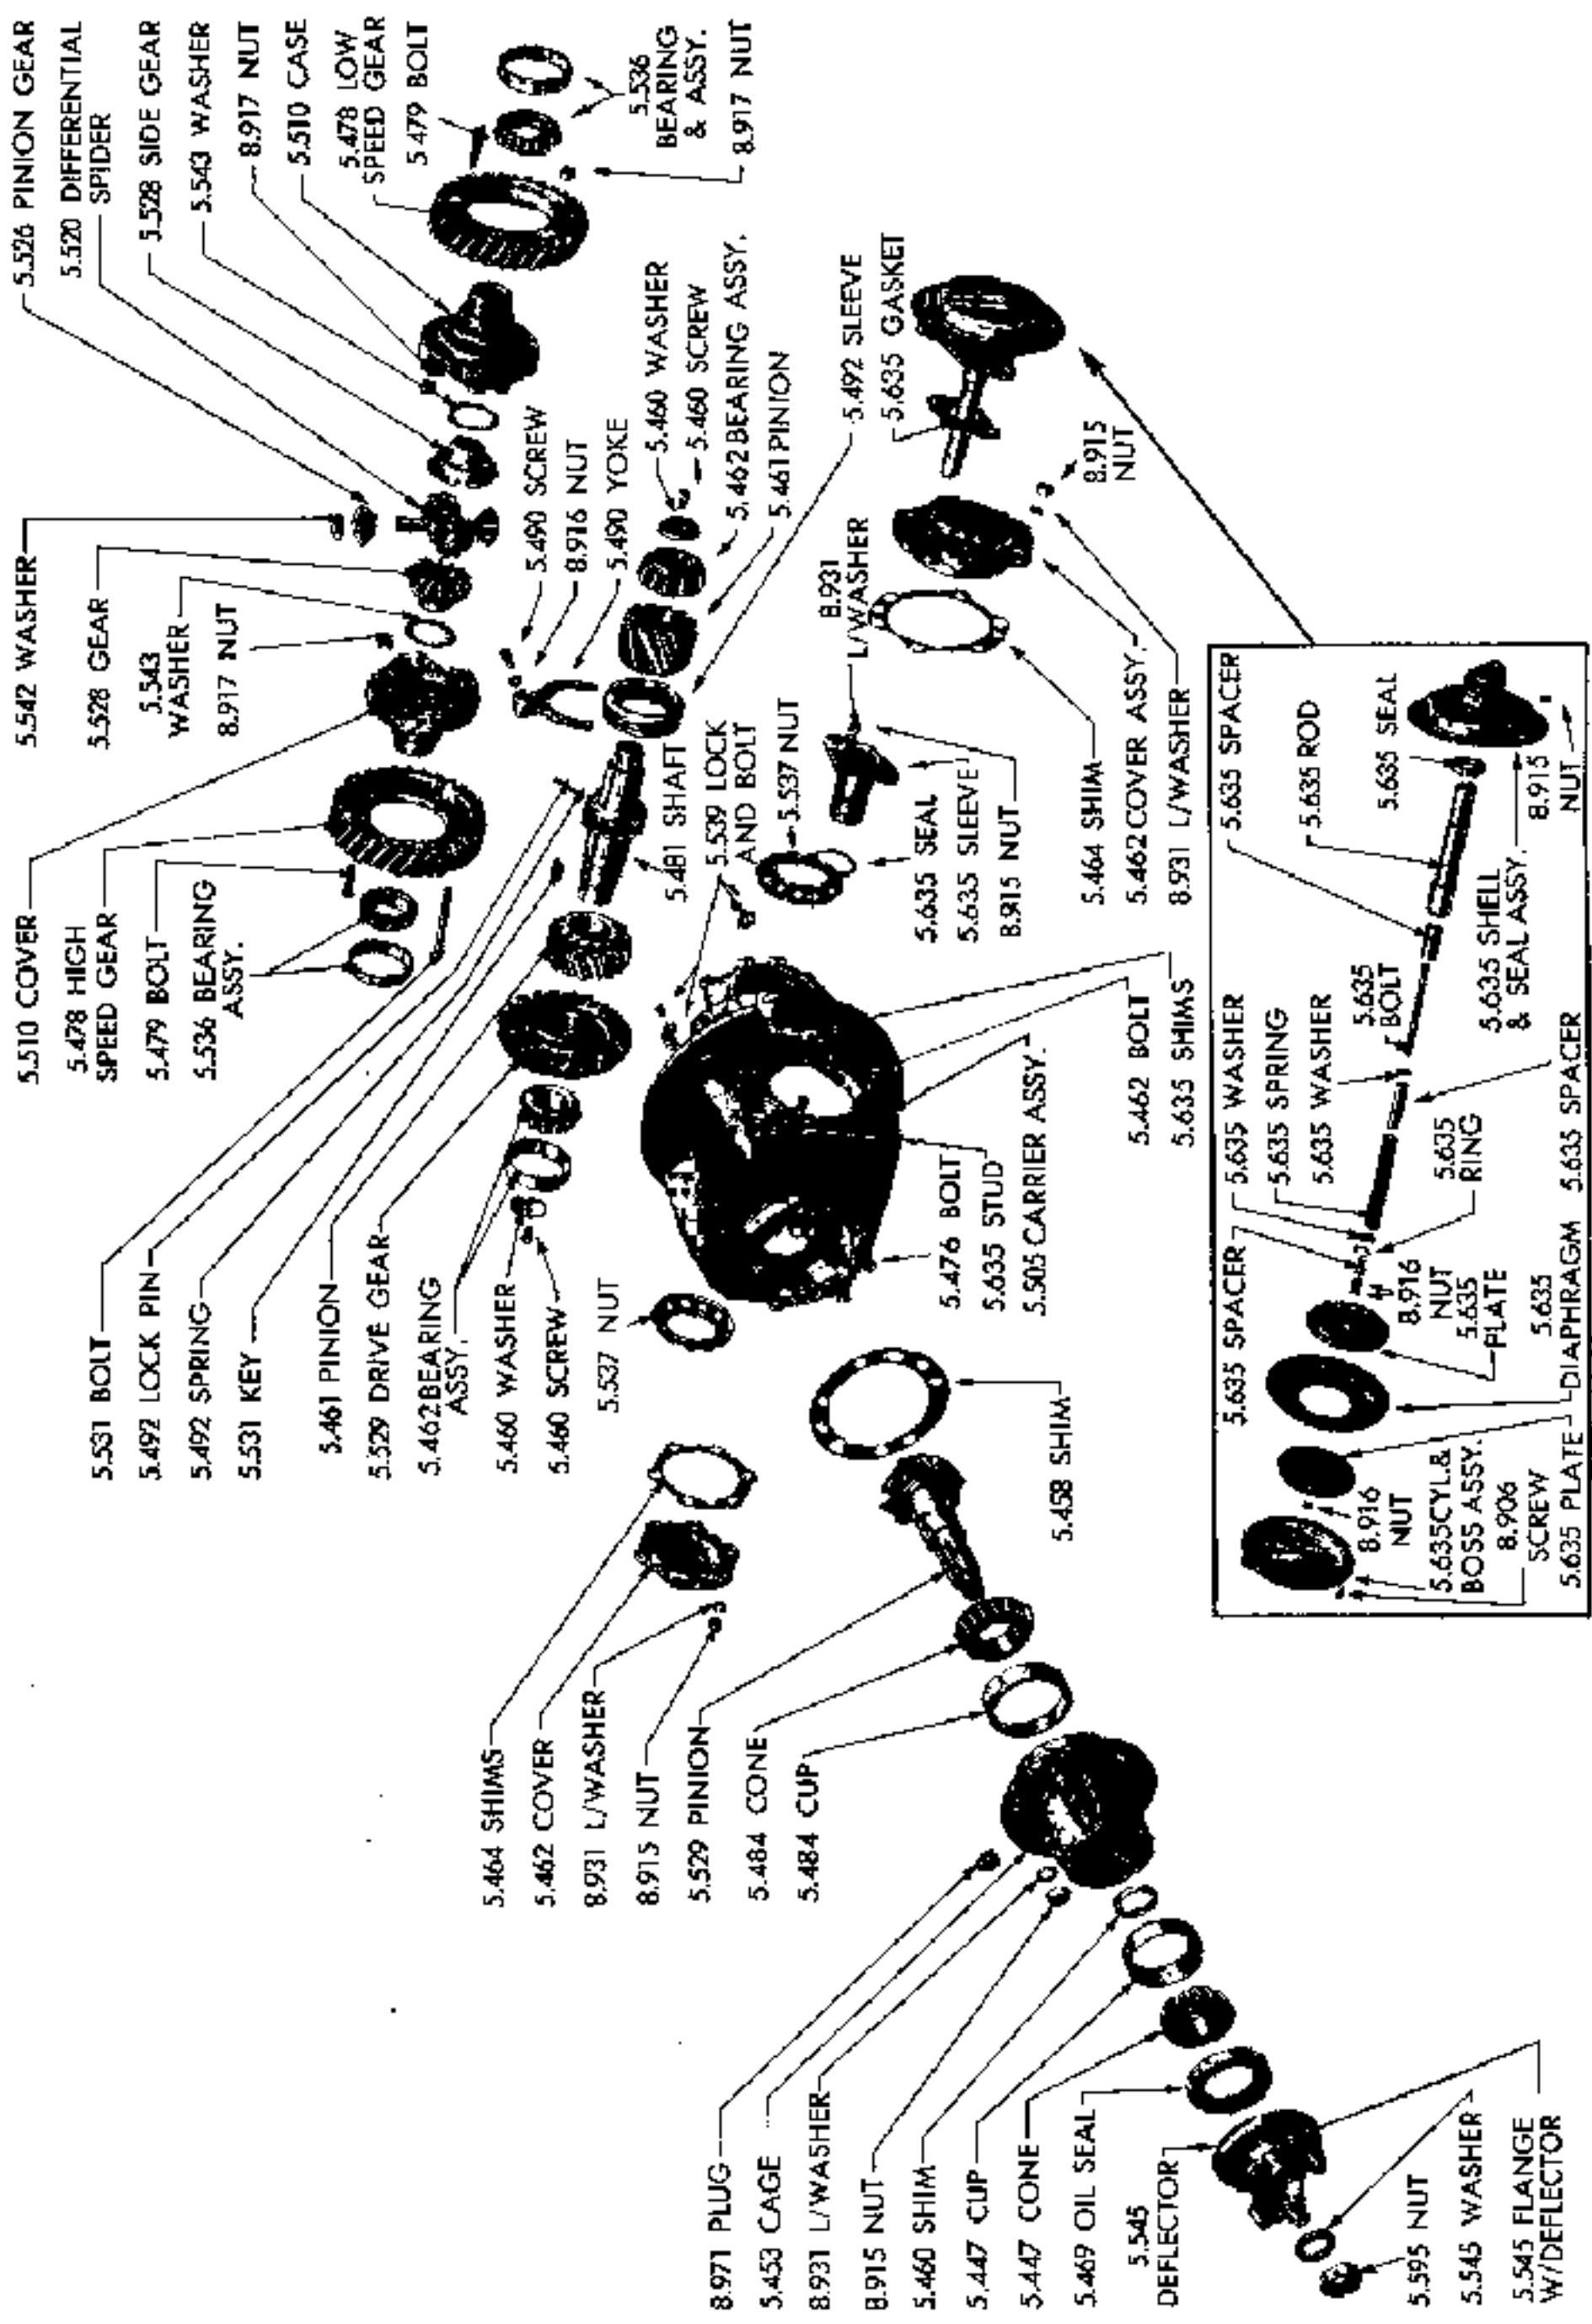 5.526 PINION GEAR
5.520 DIFFERENTIAL
SPIDER
5.528 SIDE GEAR
5.543 WASHER
8.917 NUT
5.510 CASE
5.478 LOW
SPEED GEAR
5.479 BOLT
5.536
BEARING
& ASSY.
8.917 NUT
5.542 WASHER
5.528 GEAR
5.543
WASHER
8.917 NUT
5.490 SCREW
8.916 NUT
5.490 YOKE
5.460 WASHER
5.460 SCREW
5.462 BEARING ASSY.
5.461 PINION
5.492 SLEEVE
5.635 GASKET
8.915
NUT
5.510 COVER
5.478 HIGH
SPEED GEAR
5.479 BOLT
5.536 BEARING
ASSY.
5.481 SHAFT
5.539 LOCK
AND BOLT
5.537 NUT
8.931
L/WASHER
5.635 SEAL
5.635 SLEEVE
8.915 NUT
5.464 SHIM
5.462 COVER ASSY.
8.931 L/WASHER
5.531 BOLT
5.492 LOCK PIN
5.492 SPRING
5.531 KEY
5.461 PINION
5.529 DRIVE GEAR
5.462 BEARING
ASSY.
5.460 WASHER
5.460 SCREW
5.537 NUT
5.476 BOLT
5.635 STUD
5.505 CARRIER ASSY.
5.462 BOLT
5.635 SHIMS
5.464 SHIMS
5.462 COVER
8.931 L/WASHER
8.915 NUT
5.529 PINION
5.484 CONE
5.484 CUP
5.458 SHIM
8.971 PLUG
5.453 CAGE
8.931 L/WASHER
8.915 NUT
5.460 SHIM
5.447 CUP
5.447 CONE
5.469 OIL SEAL
5.545
DEFLECTOR
5.595 NUT
5.545 WASHER
5.545 FLANGE
W/DEFLECTOR
5.635 SPACER
5.635 ROD
5.635 SEAL
8.915
NUT
5.635 SHELL
& SEAL ASSY.
5.635
BOLT
5.635 WASHER
5.635 SPRING
5.635 WASHER
5.635
RING
5.635 SPACER
5.635 SPACER
8.916
NUT
5.635
PLATE
5.635
DIAPHRAGM
8.916
NUT
5.635 CYL. &
BOSS ASSY.
8.906
SCREW
5.635 PLATE